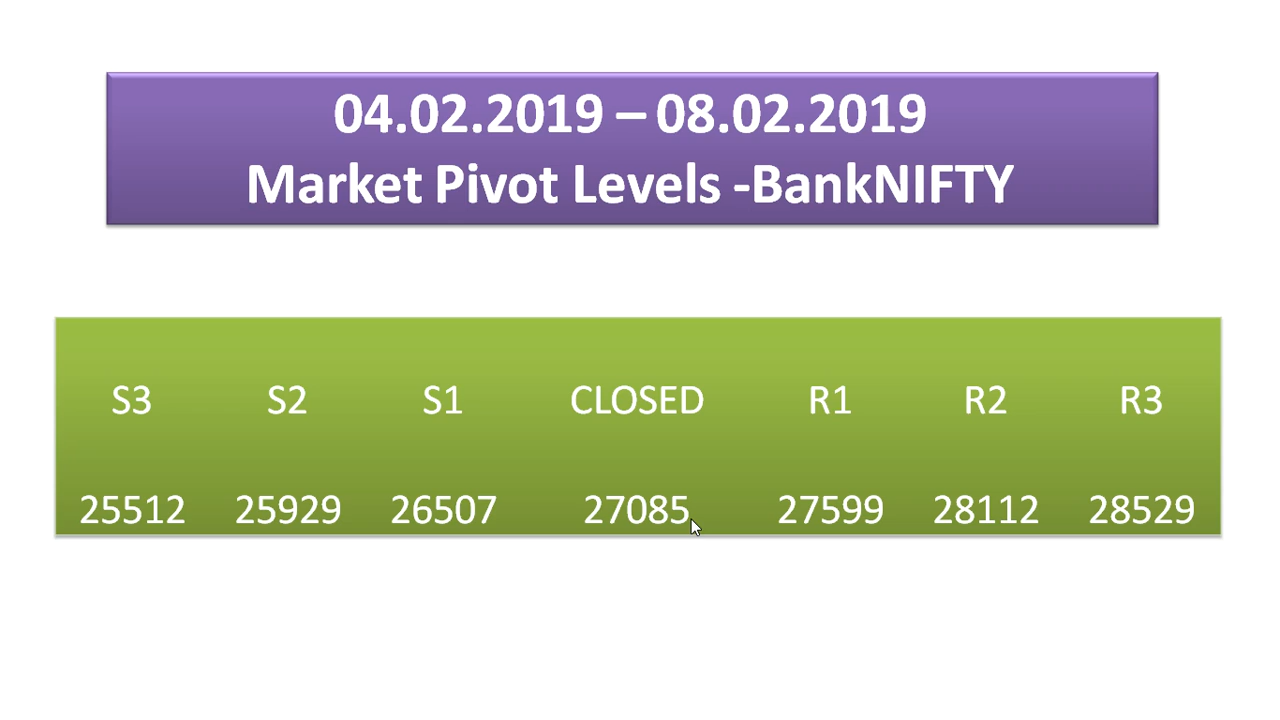 04.02.2019 – 08.02.2019
Market Pivot Levels -BankNIFTY
S3 S2 S1 CLOSED R1 R2 R3
25512 25929 26507 27085 27599 28112 28529